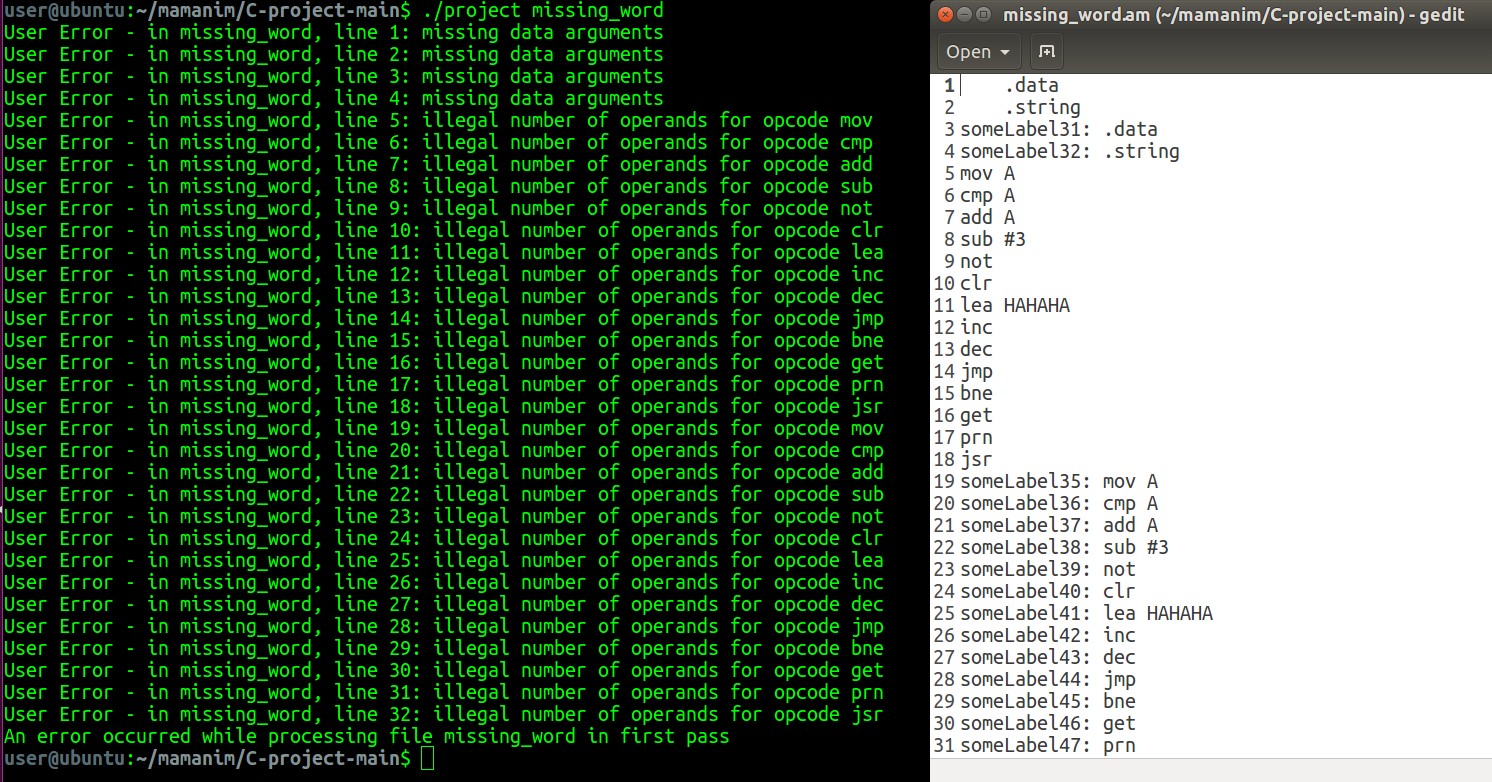 user@ubuntu:~/mamanim/C-project-main$ ./project missing_word
User Error - in missing_word, line 1: missing data arguments
User Error - in missing_word, line 2: missing data arguments
User Error - in missing_word, line 3: missing data arguments
User Error - in missing_word, line 4: missing data arguments
User Error - in missing_word, line 5: illegal number of operands for opcode mov
User Error - in missing_word, line 6: illegal number of operands for opcode cmp
User Error - in missing_word, line 7: illegal number of operands for opcode add
User Error - in missing_word, line 8: illegal number of operands for opcode sub
User Error - in missing_word, line 9: illegal number of operands for opcode not
User Error - in missing_word, line 10: illegal number of operands for opcode clr
User Error - in missing_word, line 11: illegal number of operands for opcode lea
User Error - in missing_word, line 12: illegal number of operands for opcode inc
User Error - in missing_word, line 13: illegal number of operands for opcode dec
User Error - in missing_word, line 14: illegal number of operands for opcode jmp
User Error - in missing_word, line 15: illegal number of operands for opcode bne
User Error - in missing_word, line 16: illegal number of operands for opcode get
User Error - in missing_word, line 17: illegal number of operands for opcode prn
User Error - in missing_word, line 18: illegal number of operands for opcode jsr
User Error - in missing_word, line 19: illegal number of operands for opcode mov
User Error - in missing_word, line 20: illegal number of operands for opcode cmp
User Error - in missing_word, line 21: illegal number of operands for opcode add
User Error - in missing_word, line 22: illegal number of operands for opcode sub
User Error - in missing_word, line 23: illegal number of operands for opcode not
User Error - in missing_word, line 24: illegal number of operands for opcode clr
User Error - in missing_word, line 25: illegal number of operands for opcode lea
User Error - in missing_word, line 26: illegal number of operands for opcode inc
User Error - in missing_word, line 27: illegal number of operands for opcode dec
User Error - in missing_word, line 28: illegal number of operands for opcode jmp
User Error - in missing_word, line 29: illegal number of operands for opcode bne
User Error - in missing_word, line 30: illegal number of operands for opcode get
User Error - in missing_word, line 31: illegal number of operands for opcode prn
User Error - in missing_word, line 32: illegal number of operands for opcode jsr
An error occurred while processing file missing_word in first pass
user@ubuntu:~/mamanim/C-project-main$
missing_word.am (~/mamanim/C-project-main) - gedit
Open
1 .data
2 .string
3 someLabel31: .data
4 someLabel32: .string
5 mov A
6 cmp A
7 add A
8 sub #3
9 not
10 clr
11 lea HAHAHA
12 inc
13 dec
14 jmp
15 bne
16 get
17 prn
18 jsr
19 someLabel35: mov A
20 someLabel36: cmp A
21 someLabel37: add A
22 someLabel38: sub #3
23 someLabel39: not
24 someLabel40: clr
25 someLabel41: lea HAHAHA
26 someLabel42: inc
27 someLabel43: dec
28 someLabel44: jmp
29 someLabel45: bne
30 someLabel46: get
31 someLabel47: prn